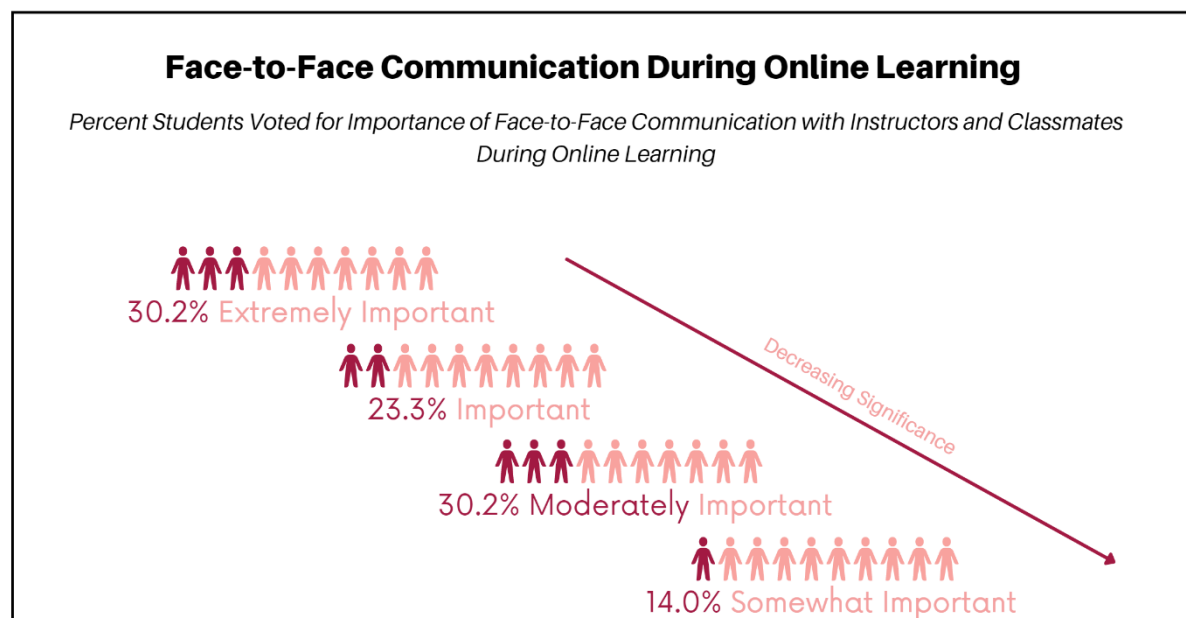 Face-to-Face Communication During Online Learning
Percent Students Voted for Importance of Face-to-Face Communication with Instructors and Classmates
During Online Learning
30.2% Extremely Important
Decreasing Significance
23.3% Important
30.2% Moderately Important
14.0% Somewhat Important